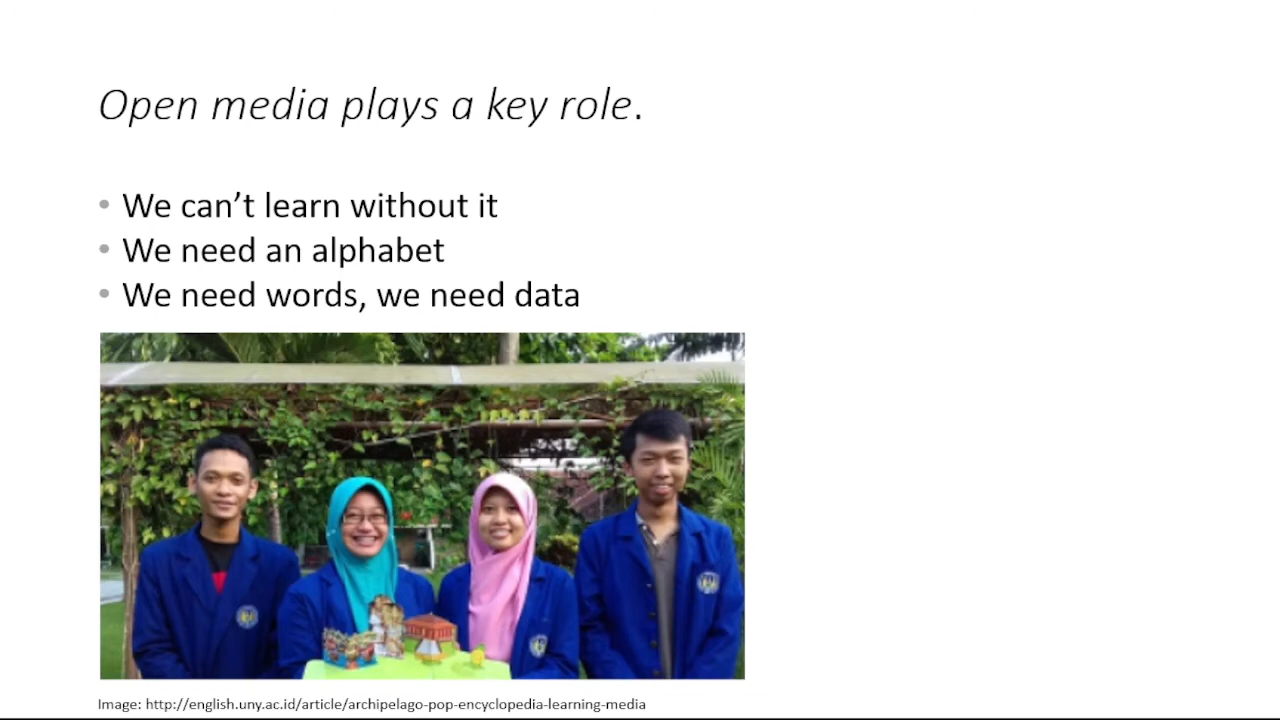 Open media plays a key role.
• We can’t learn without it
• We need an alphabet
• We need words, we need data
Image: http://english.uny.ac.id/article/archipelago-pop-encyclopedia-learning-media